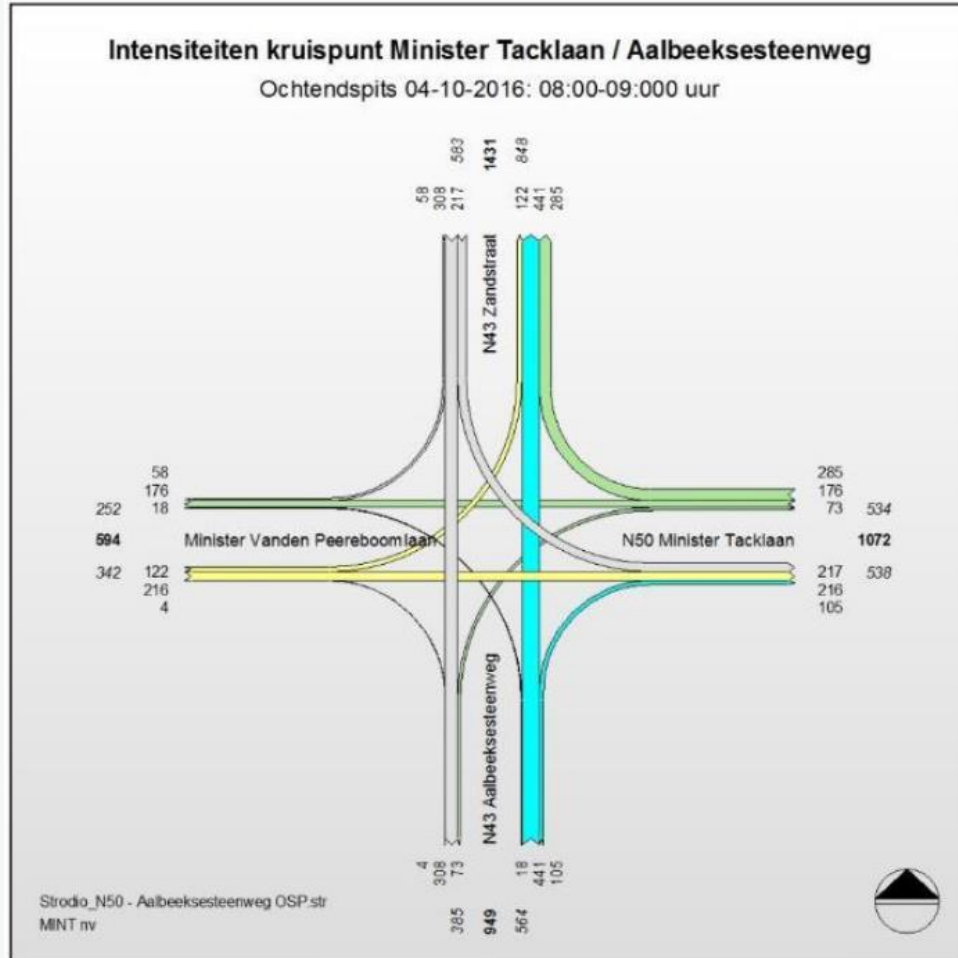 Intensiteiten kruispunt Minister Tacklaan / Aalbeeksesteenweg
Ochtendspits 04-10-2016: 08:00-09:000 uur
583 1431 848
58 308 217 122 441 285
N43 Zandstraat
58 285
176 176
252 18 73 534
594 Minister Vanden Peereboomlaan N50 Minister Tacklaan 1072
342 122 217 538
216 216
4 105
N43 Aalbeeksesteenweg
4 308 73 18 441 105
385 949 564
Strodio_N50 - Aalbeeksesteenweg OSP.str
MINT nv